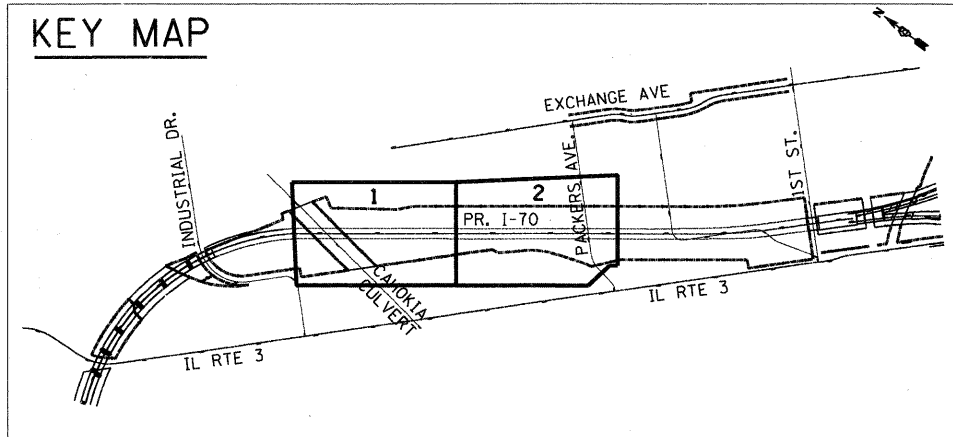 KEY MAP
N
EXCHANGE AVE
INDUSTRIAL DR.
PACKERS AVE.
1ST ST.
1
2
PR. I-70
CAHOKIA
CULVERT
IL RTE 3
IL RTE 3